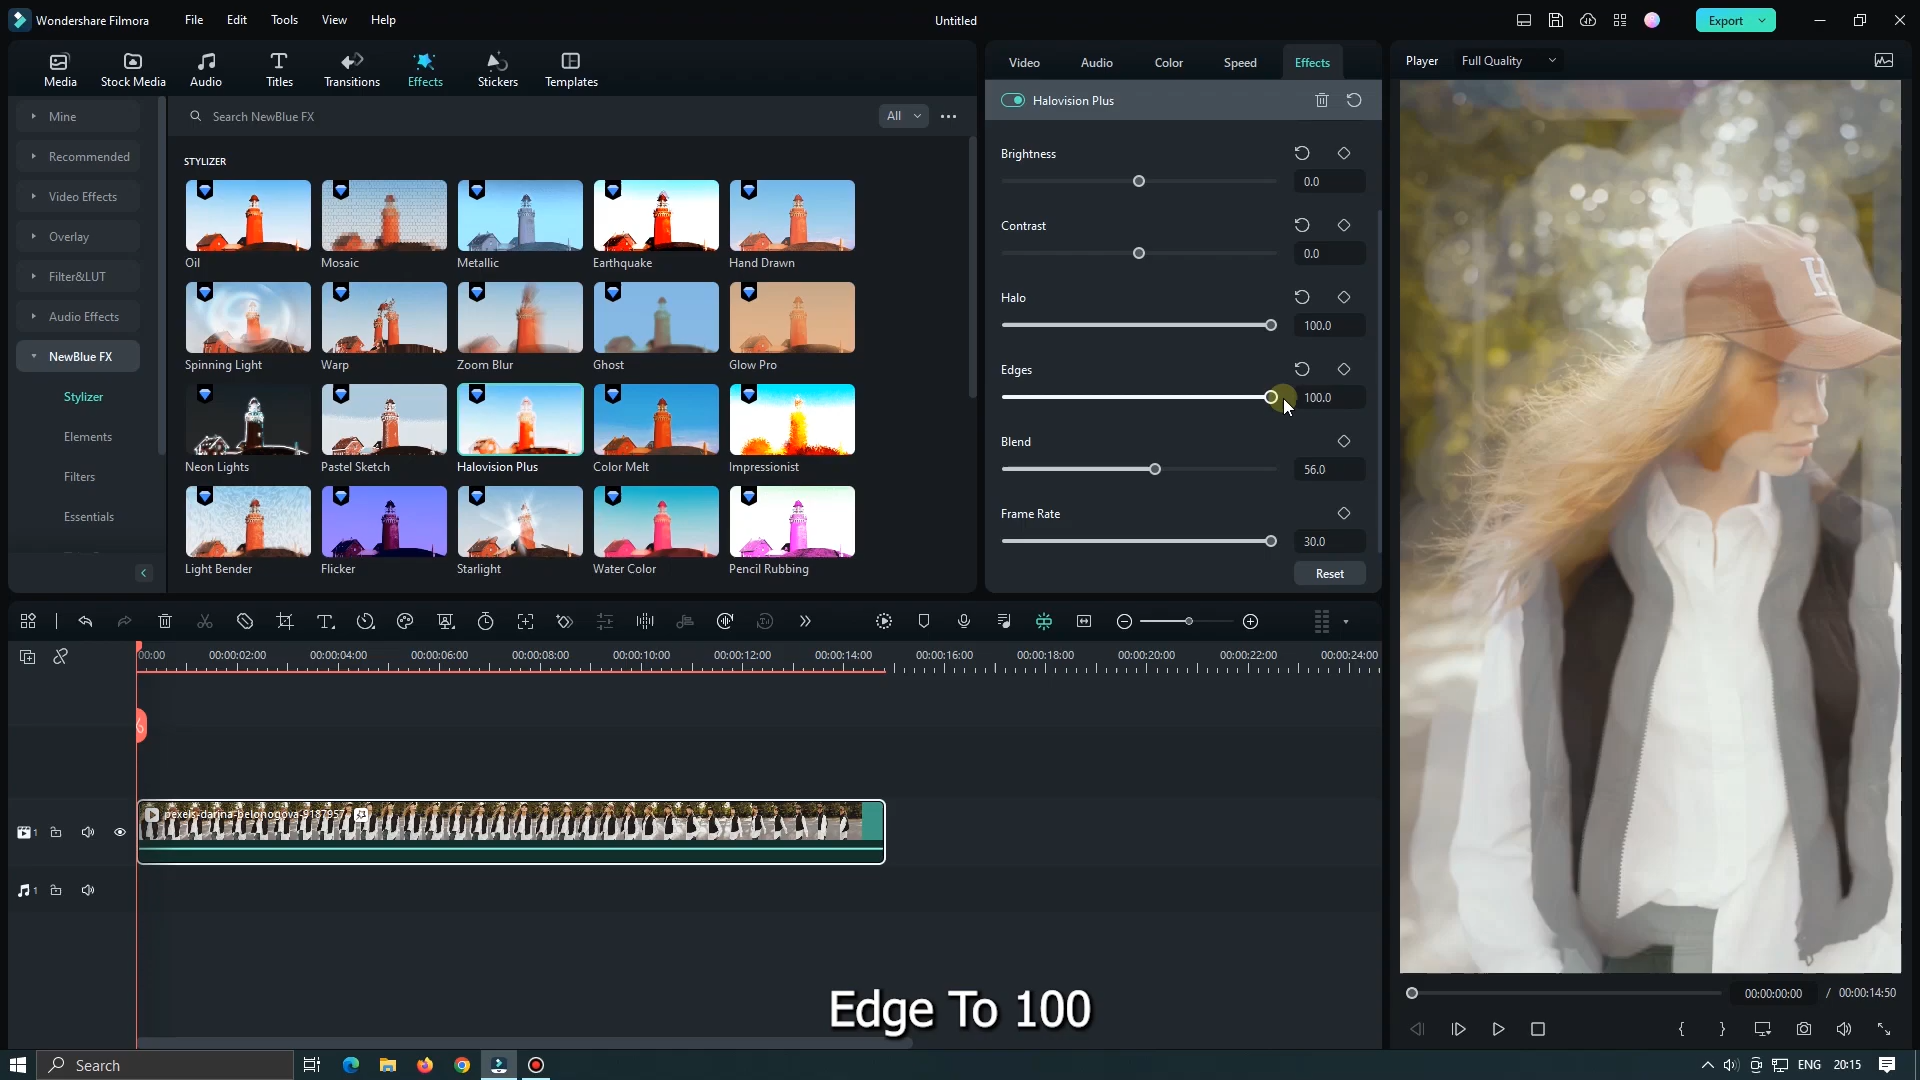 Wondershare Filmora File Edit Tools View Help Untitled Export
Media Stock Media Audio Titles Transitions Effects Stickers Templates
Mine
Recommended
Video Effects
Overlay
Filter&LUT
Audio Effects
NewBlue FX
Stylizer
Elements
Filters
Essentials
Search NewBlue FX All
STYLIZER
Oil Mosaic Metallic Earthquake Hand Drawn
Spinning Light Warp Zoom Blur Ghost Glow Pro
Neon Lights Pastel Sketch Halovision Plus Color Melt Impressionist
Light Bender Flicker Starlight Water Color Pencil Rubbing
Video Audio Color Speed Effects
Halovision Plus
Brightness
0.0
Contrast
0.0
Halo
100.0
Edges
100.0
Blend
56.0
Frame Rate
30.0
Reset
Player Full Quality
H
00:00 00:00:02:00 00:00:04:00 00:00:06:00 00:00:08:00 00:00:10:00 00:00:12:00 00:00:14:00 00:00:16:00 00:00:18:00 00:00:20:00 00:00:22:00 00:00:24:00
pexels-darina-belonogova-9187957
1
1
Edge To 100
00:00:00:00 / 00:00:14:50
Search ENG 20:15